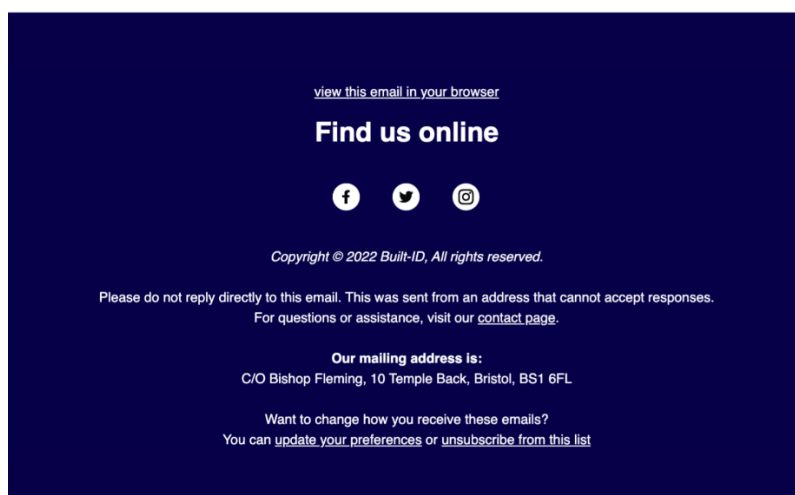 view this email in your browser
Find us online
Copyright © 2022 Built-ID, All rights reserved.
Please do not reply directly to this email. This was sent from an address that cannot accept responses.
For questions or assistance, visit our contact page.
Our mailing address is:
C/O Bishop Fleming, 10 Temple Back, Bristol, BS1 6FL
Want to change how you receive these emails?
You can update your preferences or unsubscribe from this list